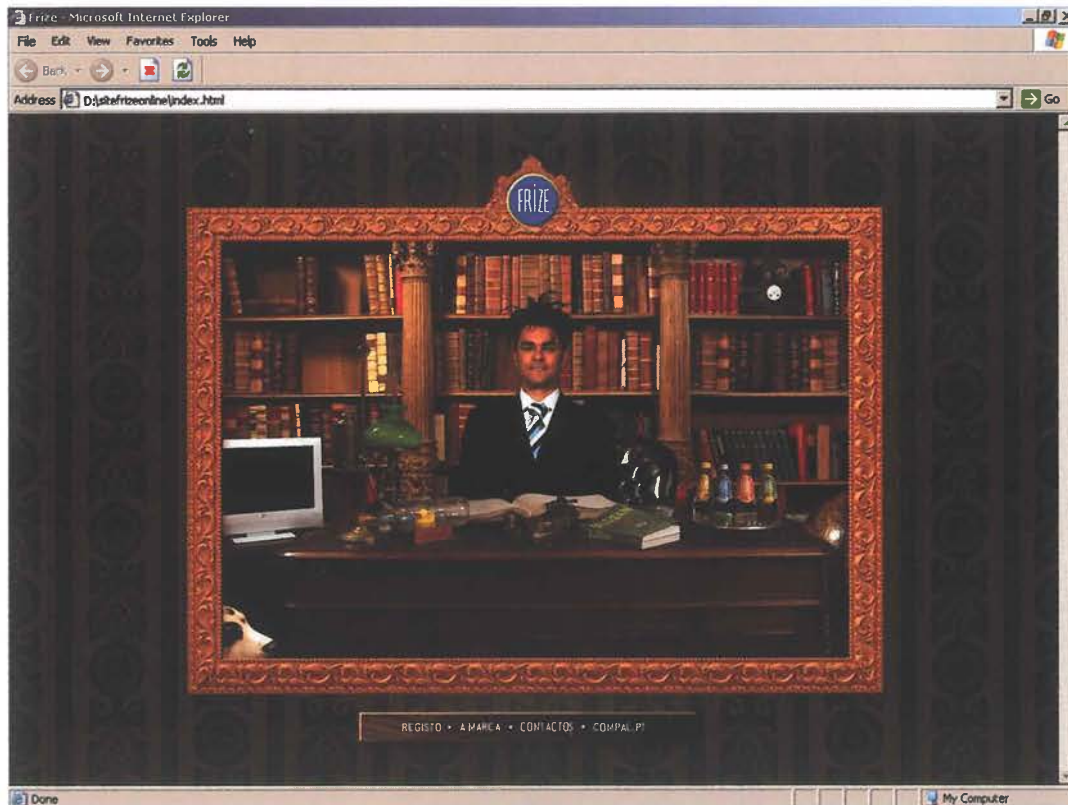 Frize - Microsoft Internet Explorer
File Edit View Favorites Tools Help
Back
Address D:\sitefrizeonline\index.html Go
FRIZE
REGISTO • A MARCA • CONTACTOS • COMPAL.PT
Done My Computer